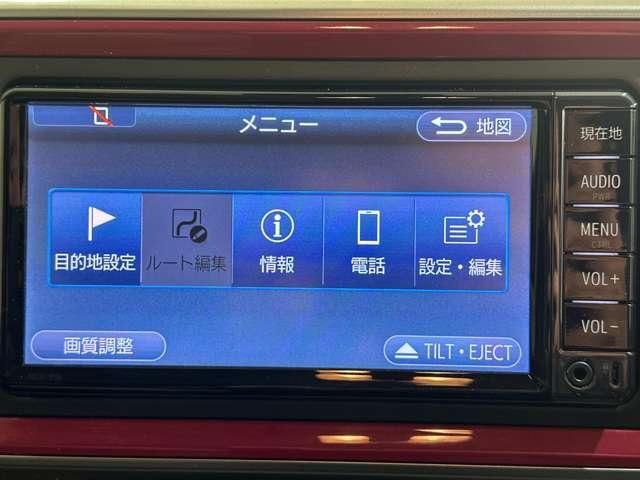 メニュー
地図
目的地設定
ルート編集
情報
電話
設定・編集
画質調整
TILT・EJECT
現在地
AUDIO
PWR
MENU
CTRL
VOL+
VOL-